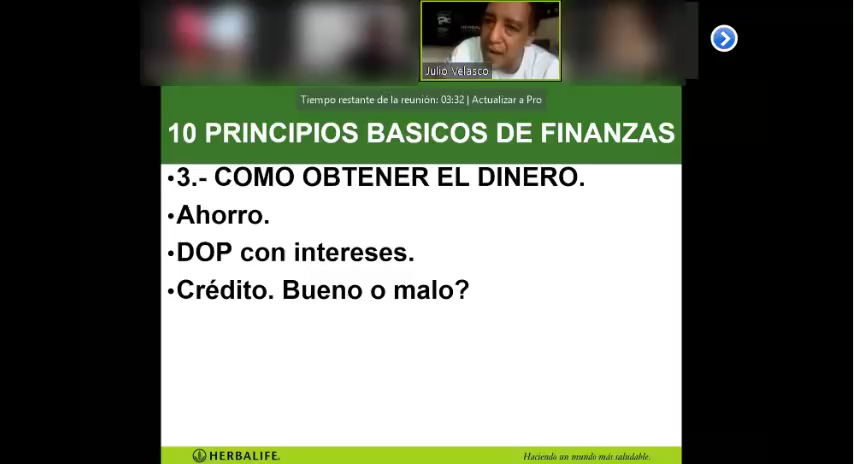 Julio Velasco
Tiempo restante de la reunión: 03:32 | Actualizar a Pro
10 PRINCIPIOS BASICOS DE FINANZAS
•3.- COMO OBTENER EL DINERO.
•Ahorro.
•DOP con intereses.
•Crédito. Bueno o malo?
HERBALIFE.
Haciendo un mundo más saludable.